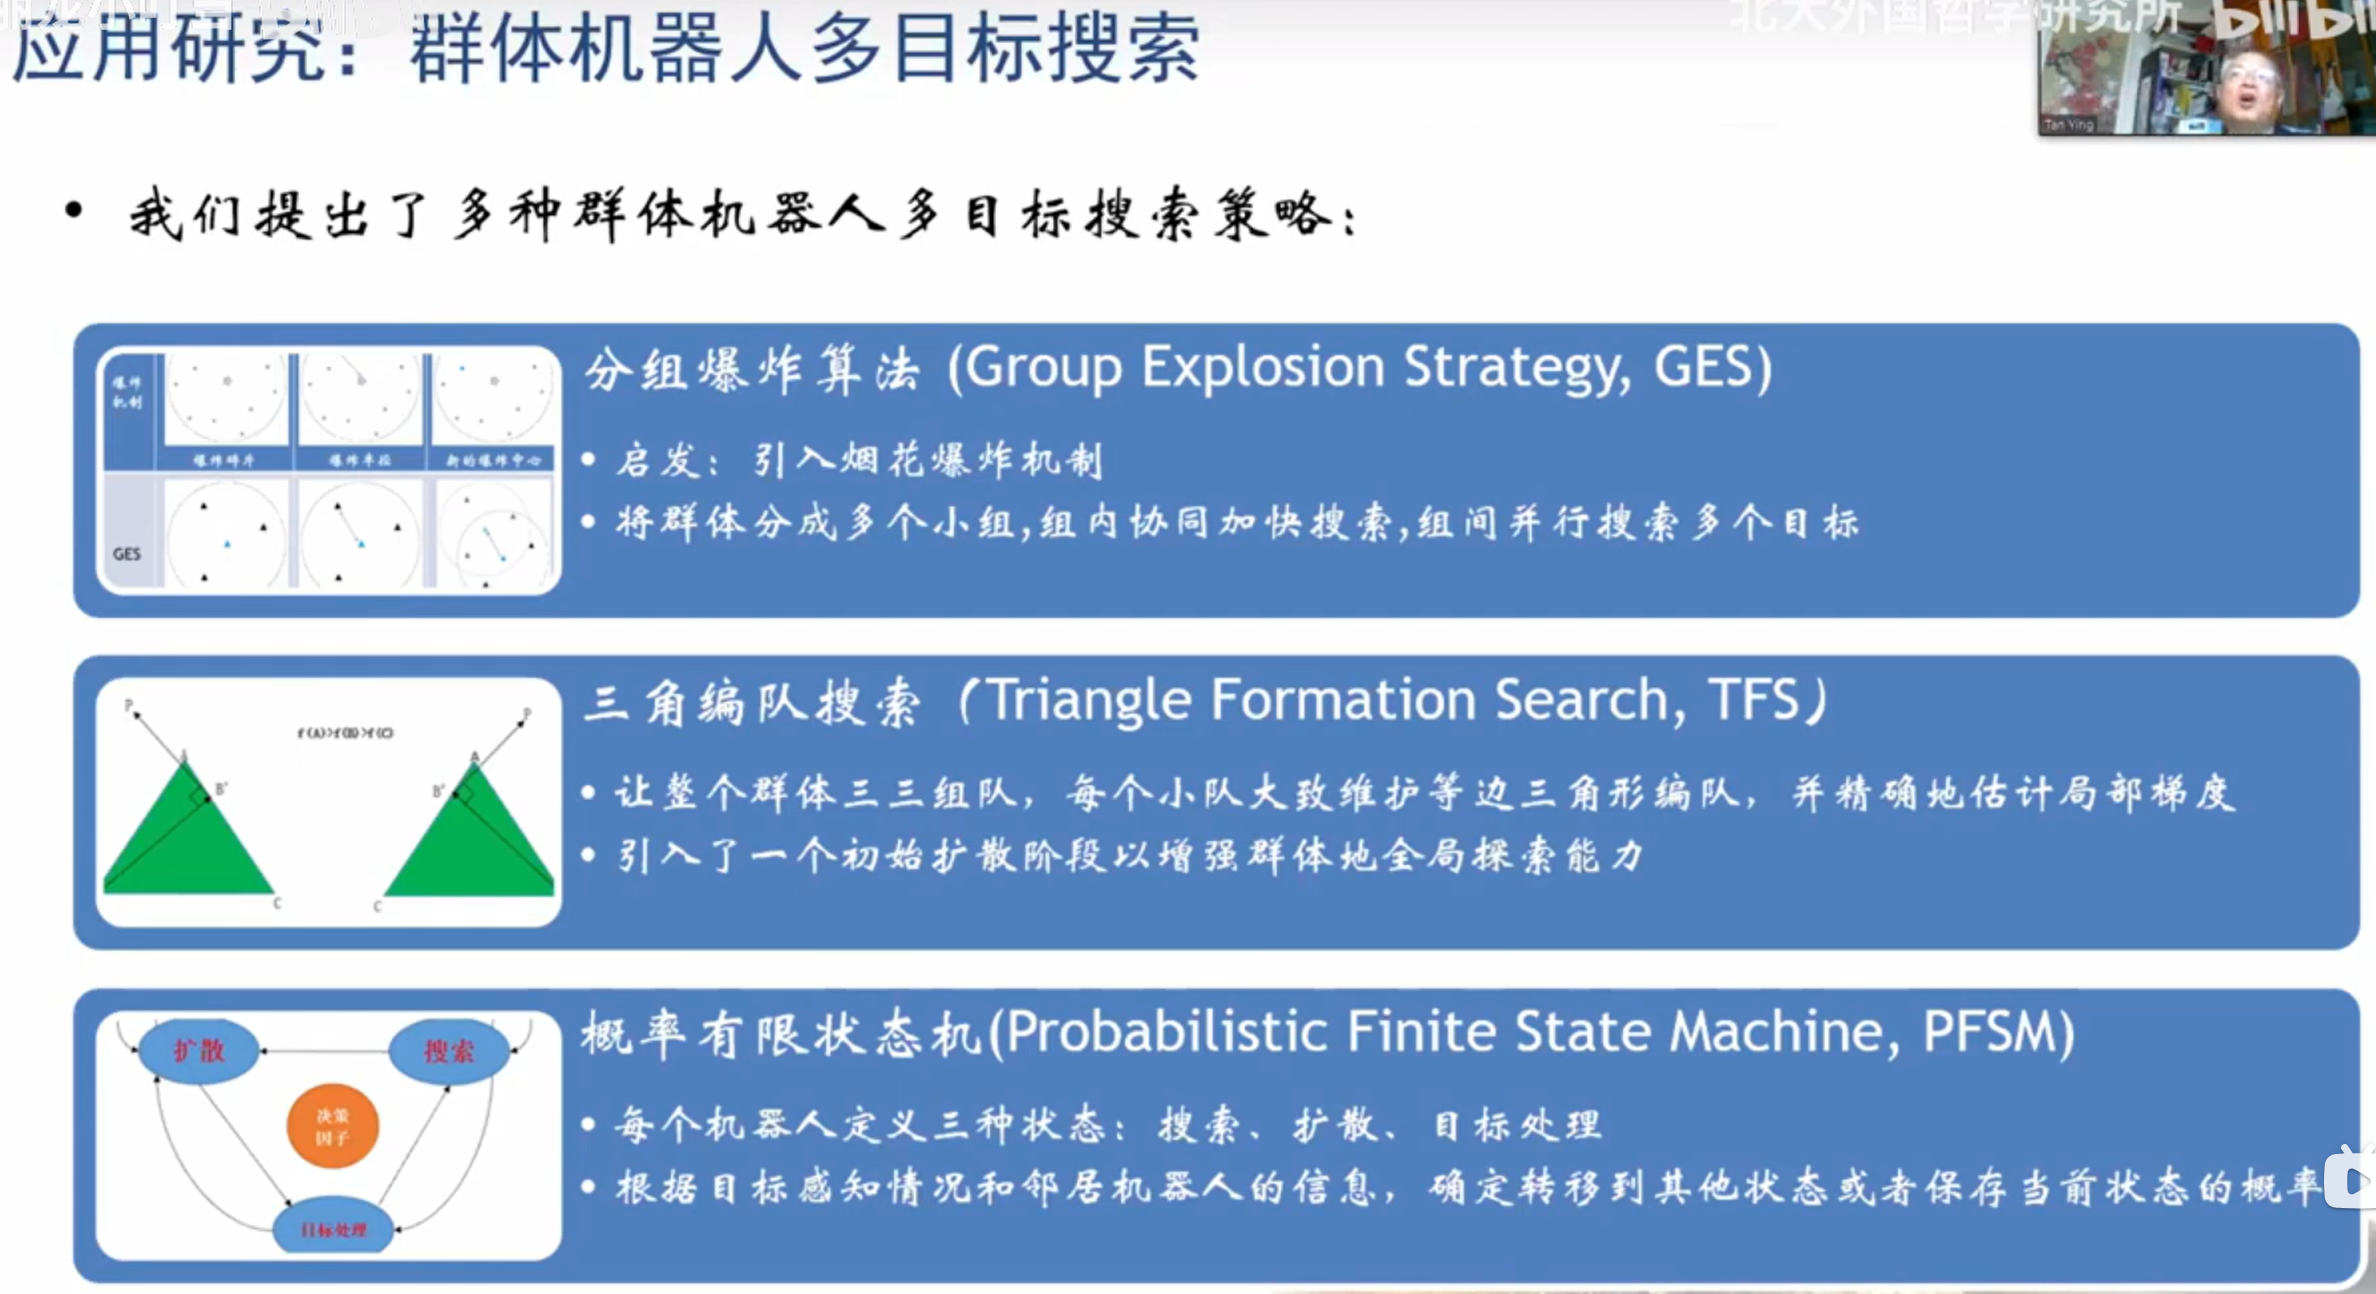 应用研究：群体机器人多目标搜索
北大外国哲学研究所 bilibili
Tan Ying
• 我们提出了多种群体机器人多目标搜索策略：
分组爆炸算法 (Group Explosion Strategy, GES)
• 启发：引入烟花爆炸机制
• 将群体分成多个小组,组内协同加快搜索,组间并行搜索多个目标
爆炸
机制
爆炸碎片 爆炸半径 新的爆炸中心
GES
三角编队搜索（Triangle Formation Search, TFS）
• 让整个群体三三组队，每个小队大致维护等边三角形编队，并精确地估计局部梯度
• 引入了一个初始扩散阶段以增强群体地全局探索能力
P P
f(A)>f(B)>f(C)
A A
B' B'
C C
概率有限状态机(Probabilistic Finite State Machine, PFSM)
• 每个机器人定义三种状态：搜索、扩散、目标处理
• 根据目标感知情况和邻居机器人的信息，确定转移到其他状态或者保存当前状态的概率
扩散 搜索
决策
因子
目标处理